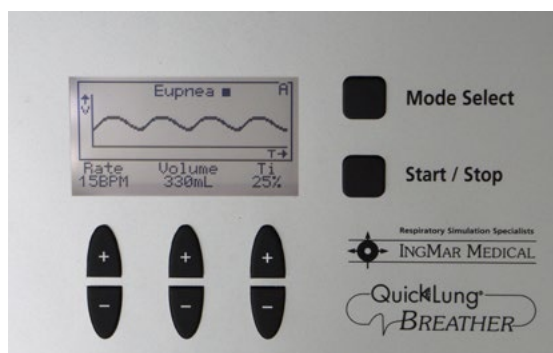 Eupnea ■ A
V
T→
Rate Volume Ti
15BPM 330mL 25%
Mode Select
Start / Stop
+ + +
− − −
Respiratory Simulation Specialists
INGMAR MEDICAL
QuickLung®
BREATHER